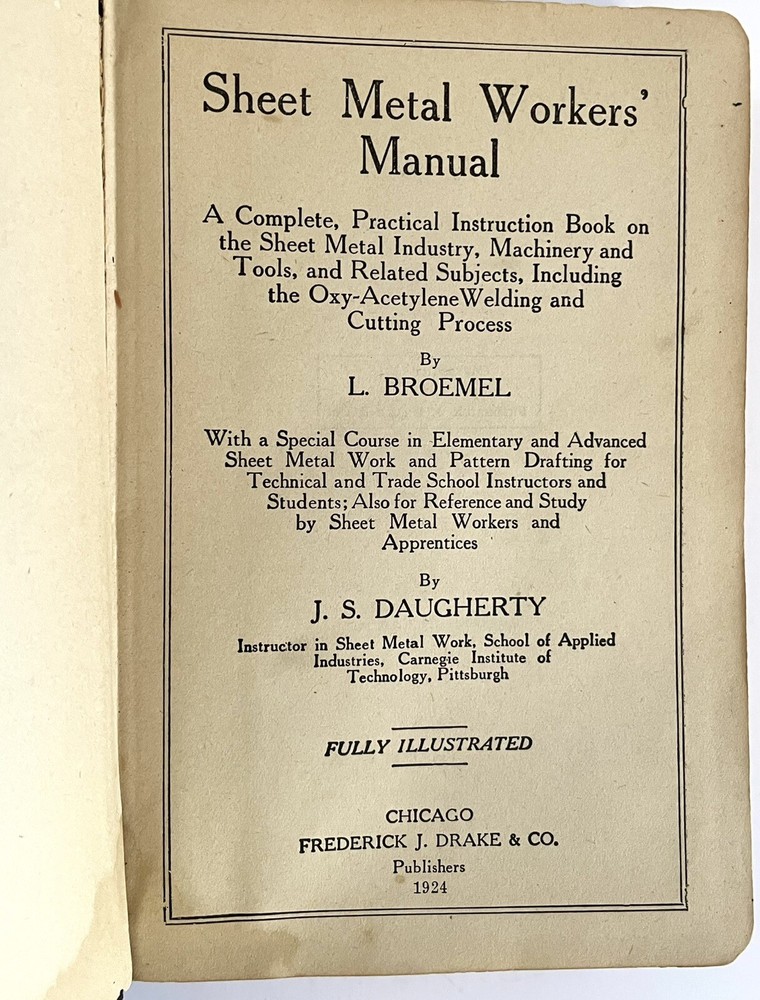 Sheet Metal Workers'
Manual
A Complete, Practical Instruction Book on
the Sheet Metal Industry, Machinery and
Tools, and Related Subjects, Including
the Oxy-Acetylene Welding and
Cutting Process
By
L. BROEMEL
With a Special Course in Elementary and Advanced
Sheet Metal Work and Pattern Drafting for
Technical and Trade School Instructors and
Students; Also for Reference and Study
by Sheet Metal Workers and
Apprentices
By
J. S. DAUGHERTY
Instructor in Sheet Metal Work, School of Applied
Industries, Carnegie Institute of
Technology, Pittsburgh
FULLY ILLUSTRATED
CHICAGO
FREDERICK J. DRAKE & CO.
Publishers
1924